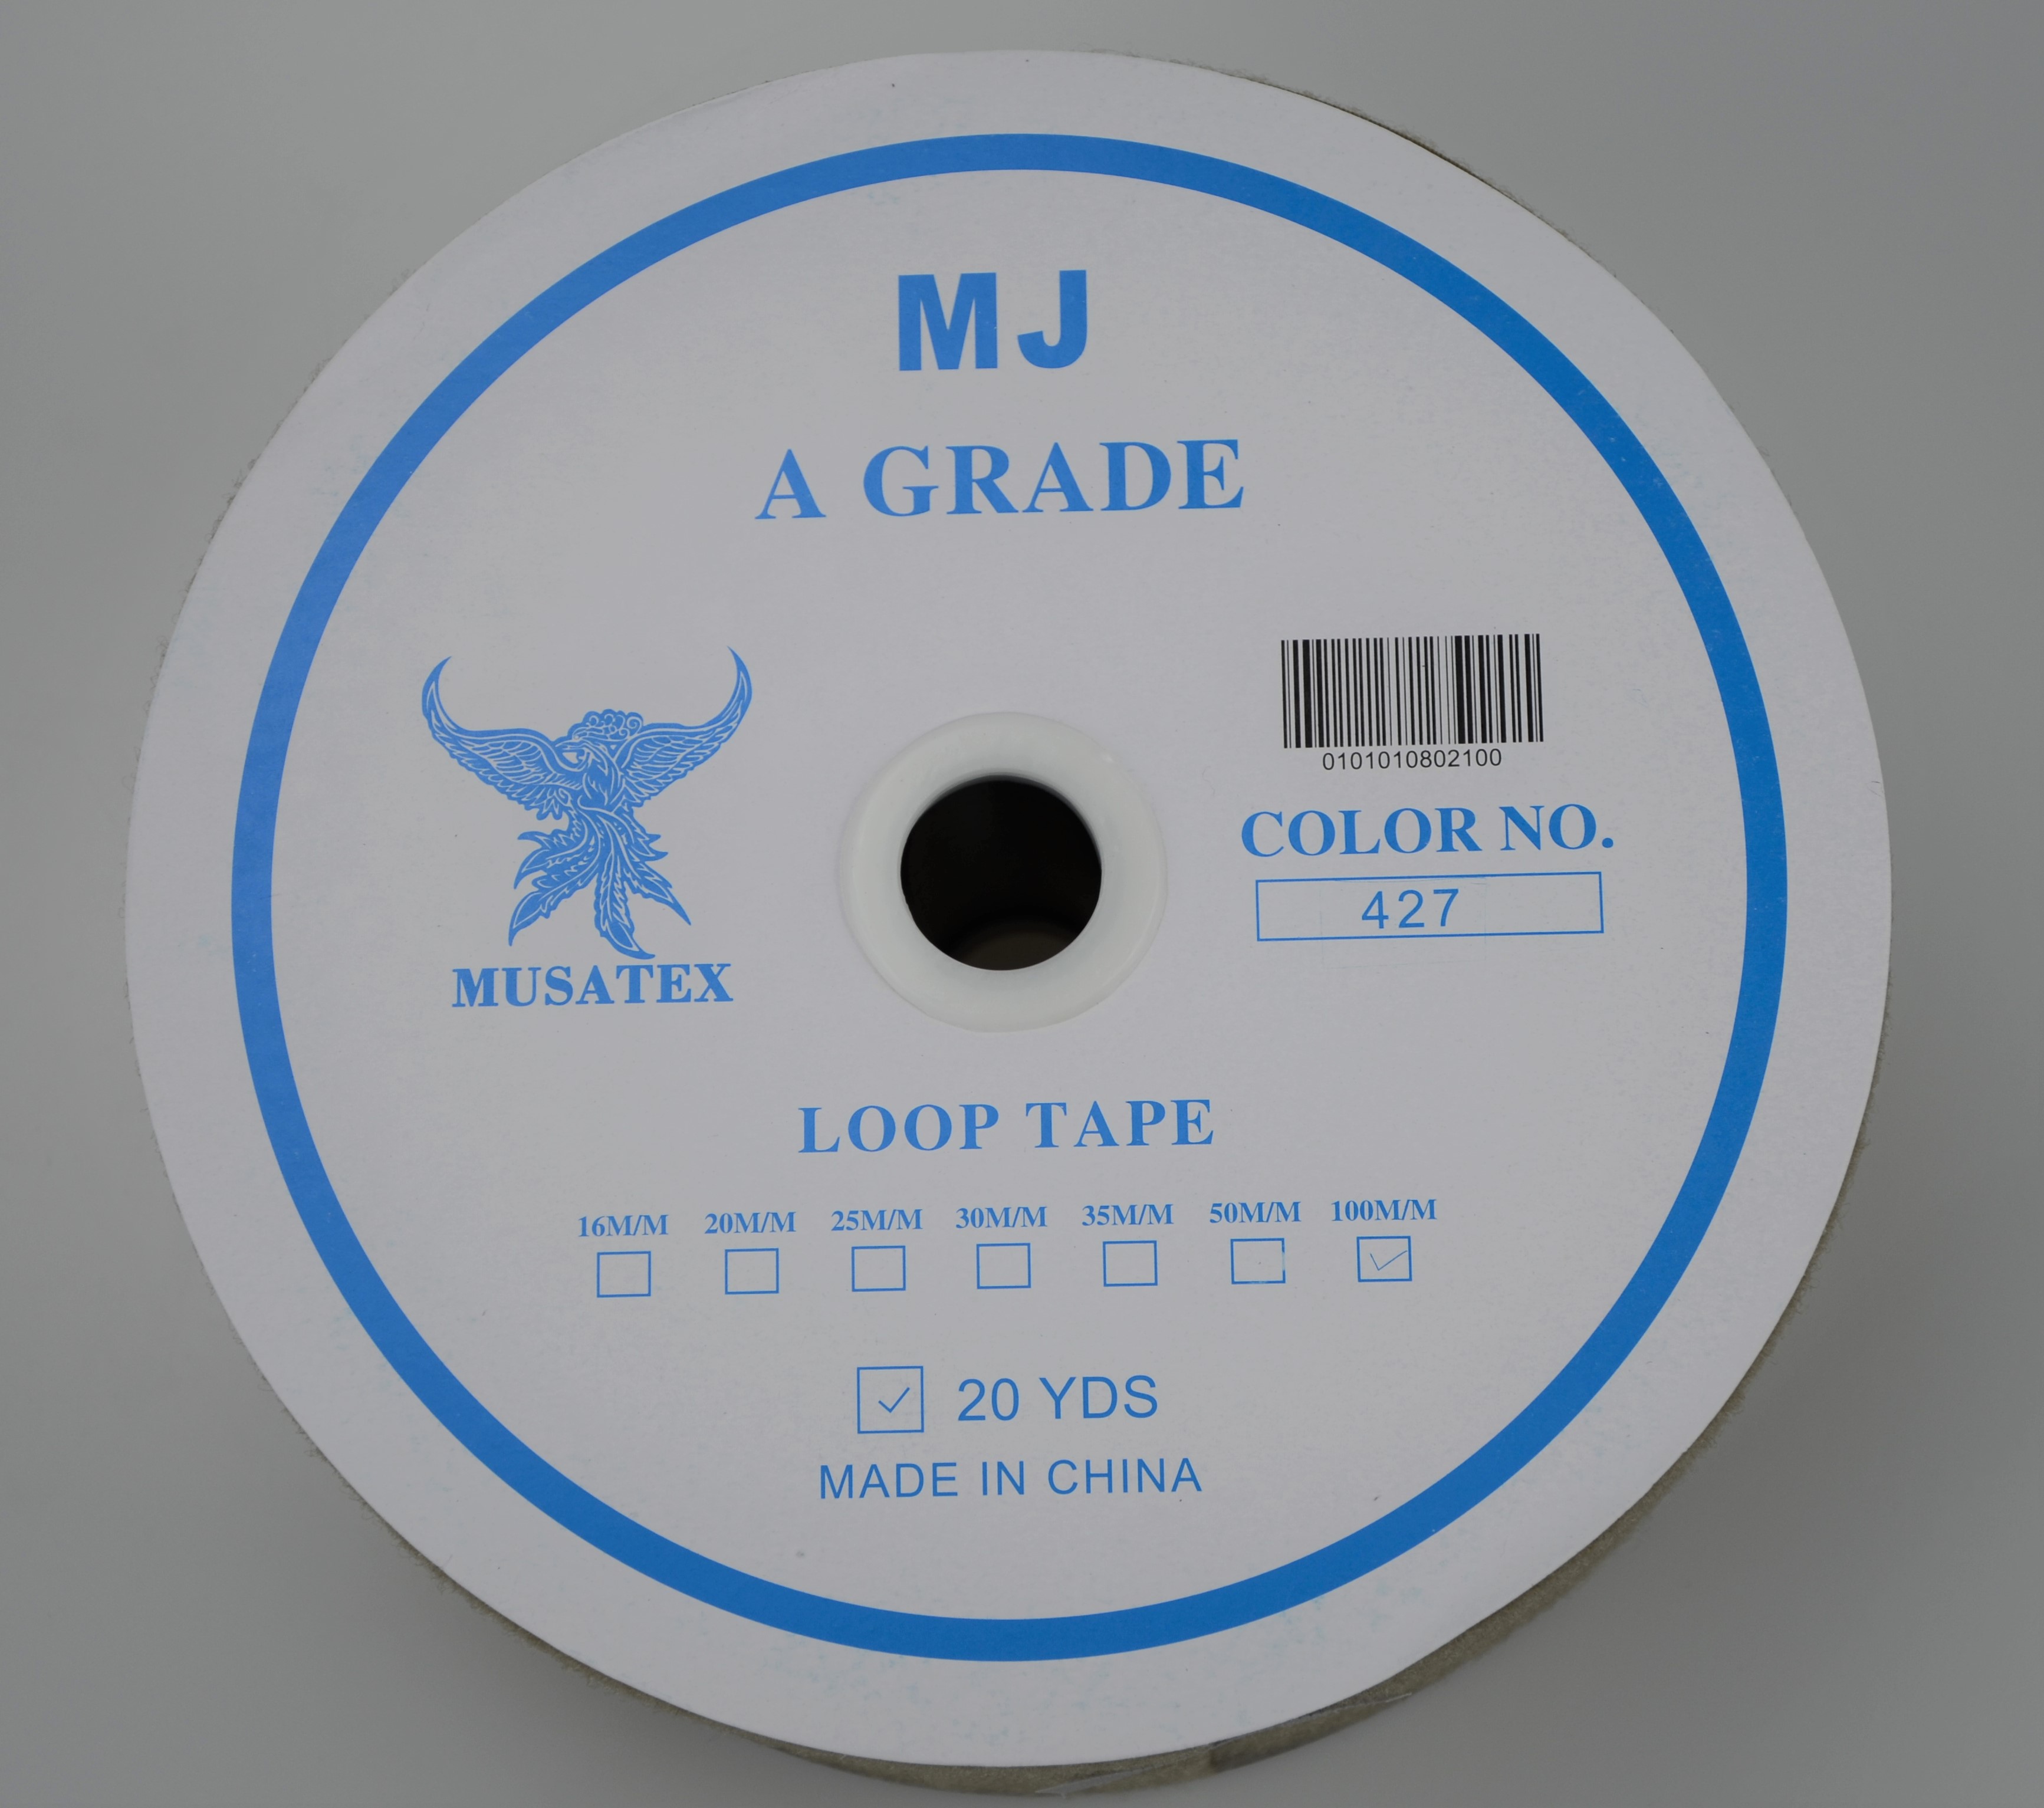 MJ
A GRADE
0101010802100
COLOR NO.
427
MUSATEX
LOOP TAPE
16M/M 20M/M 25M/M 30M/M 35M/M 50M/M 100M/M
20 YDS
MADE IN CHINA